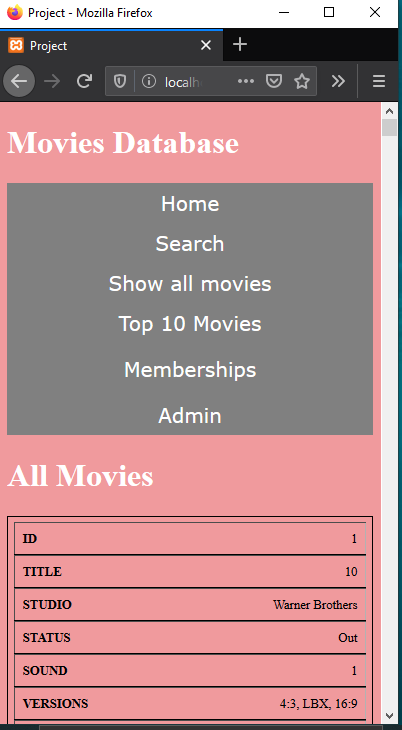 Project - Mozilla Firefox
Project
localh
Movies Database
Home
Search
Show all movies
Top 10 Movies
Memberships
Admin
All Movies
ID 1
TITLE 10
STUDIO Warner Brothers
STATUS Out
SOUND 1
VERSIONS 4:3, LBX, 16:9